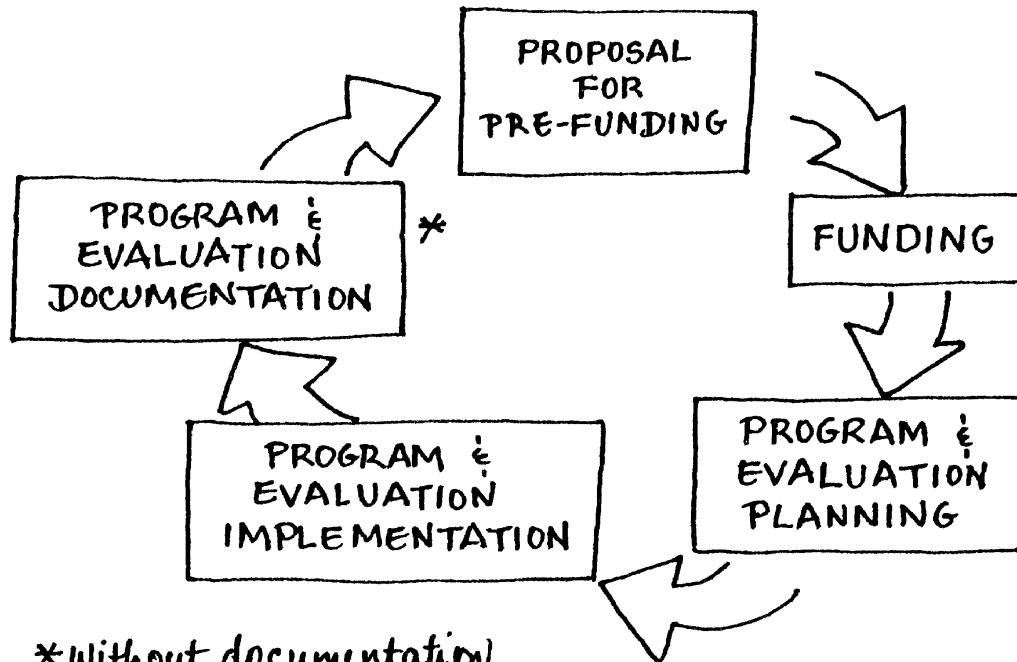 PROPOSAL
FOR
PRE-FUNDING
FUNDING
PROGRAM &
EVALUATION
PLANNING
PROGRAM &
EVALUATION
IMPLEMENTATION
PROGRAM &
EVALUATION
DOCUMENTATION
*
*without documentation